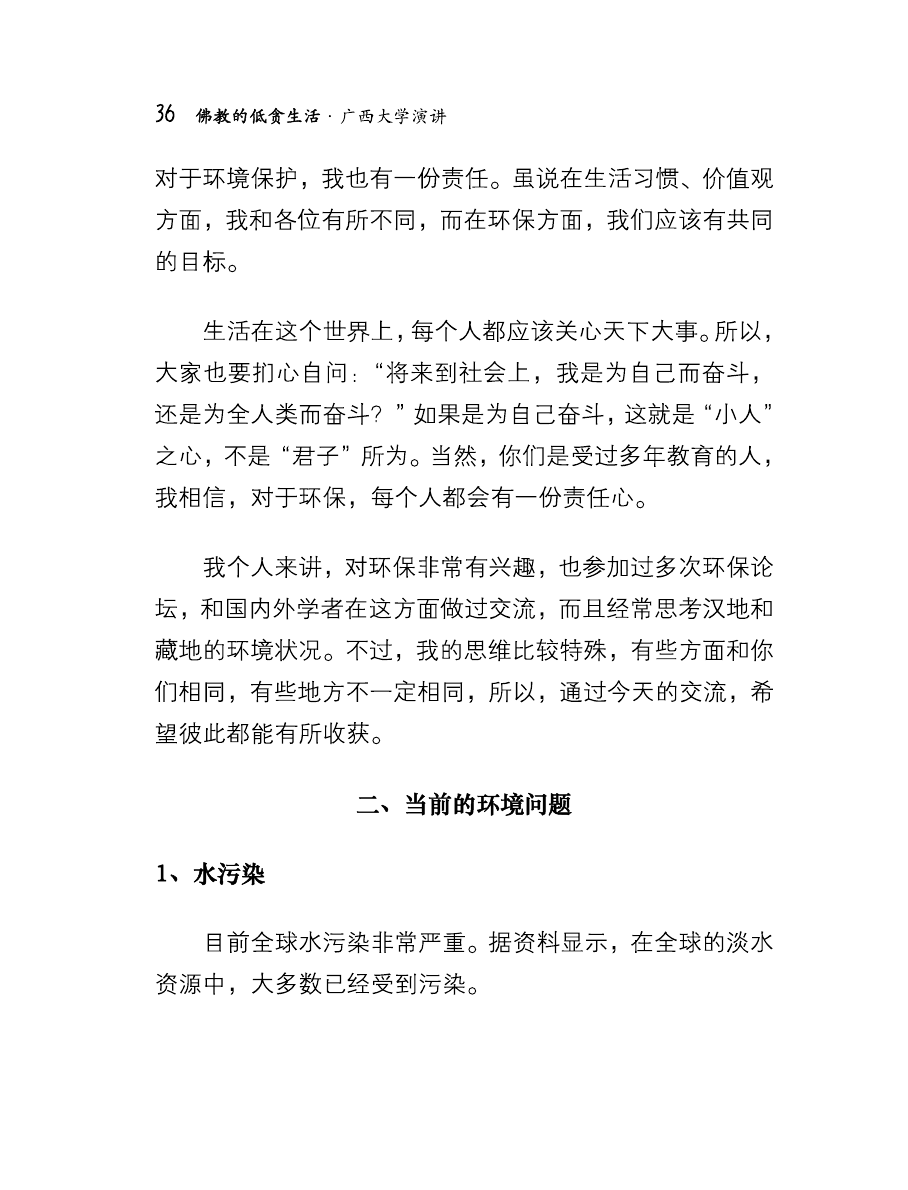 36 佛教的低贪生活·广西大学演讲
对于环境保护，我也有一份责任。虽说在生活习惯、价值观
方面，我和各位有所不同，而在环保方面，我们应该有共同
的目标。
生活在这个世界上，每个人都应该关心天下大事。所以，
大家也要扪心自问：“将来到社会上，我是为自己而奋斗，
还是为全人类而奋斗？”如果是为自己奋斗，这就是“小人”
之心，不是“君子”所为。当然，你们是受过多年教育的人，
我相信，对于环保，每个人都会有一份责任心。
我个人来讲，对环保非常有兴趣，也参加过多次环保论
坛，和国内外学者在这方面做过交流，而且经常思考汉地和
藏地的环境状况。不过，我的思维比较特殊，有些方面和你
们相同，有些地方不一定相同，所以，通过今天的交流，希
望彼此都能有所收获。
二、当前的环境问题
1、水污染
目前全球水污染非常严重。据资料显示，在全球的淡水
资源中，大多数已经受到污染。